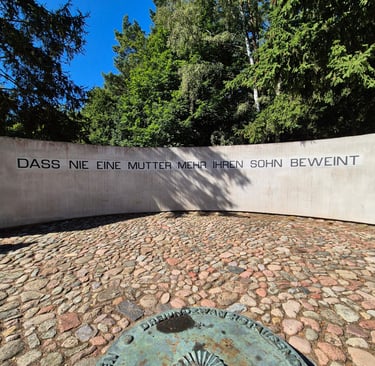 DASS NIE EINE MUTTER MEHR IHREN SOHN BEWEINT